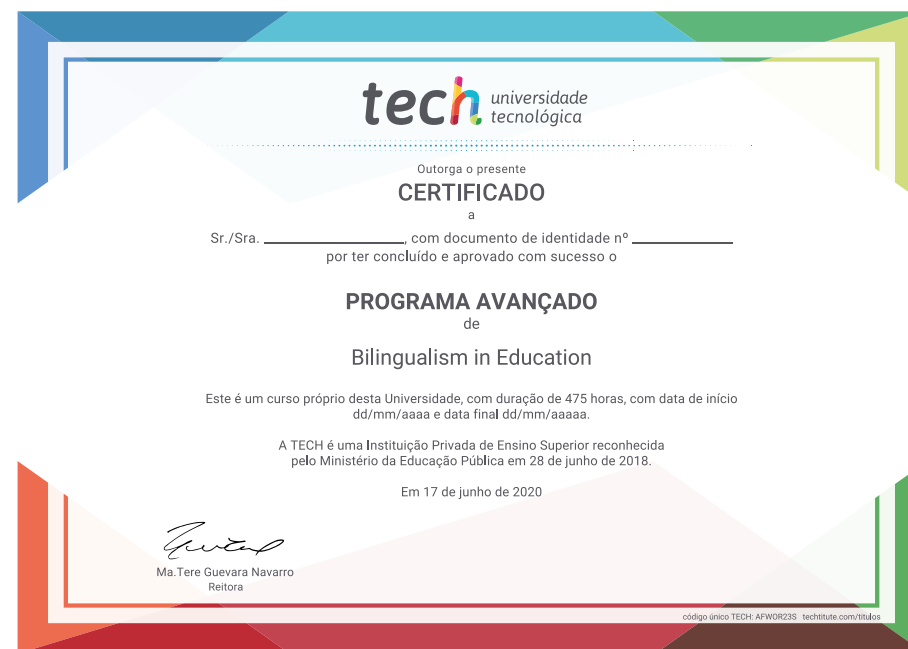 tech universidade
tecnológica
Outorga o presente
CERTIFICADO
a
Sr./Sra. ____________________, com documento de identidade nº ______________
por ter concluído e aprovado com sucesso o
PROGRAMA AVANÇADO
de
Bilingualism in Education
Este é um curso próprio desta Universidade, com duração de 475 horas, com data de início
dd/mm/aaaa e data final dd/mm/aaaaa.
A TECH é uma Instituição Privada de Ensino Superior reconhecida
pelo Ministério da Educação Pública em 28 de junho de 2018.
Em 17 de junho de 2020
Ma.Tere Guevara Navarro
Reitora
código único TECH: AFWOR23S techtitute.com/titulos